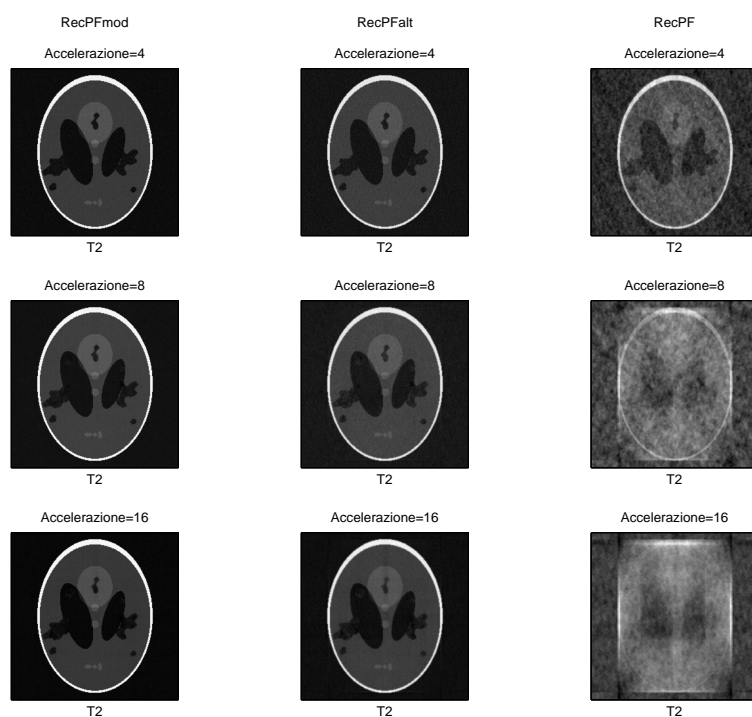 RecPFmod RecPFalt RecPF
Accelerazione=4 Accelerazione=4 Accelerazione=4
T2 T2 T2
Accelerazione=8 Accelerazione=8 Accelerazione=8
T2 T2 T2
Accelerazione=16 Accelerazione=16 Accelerazione=16
T2 T2 T2